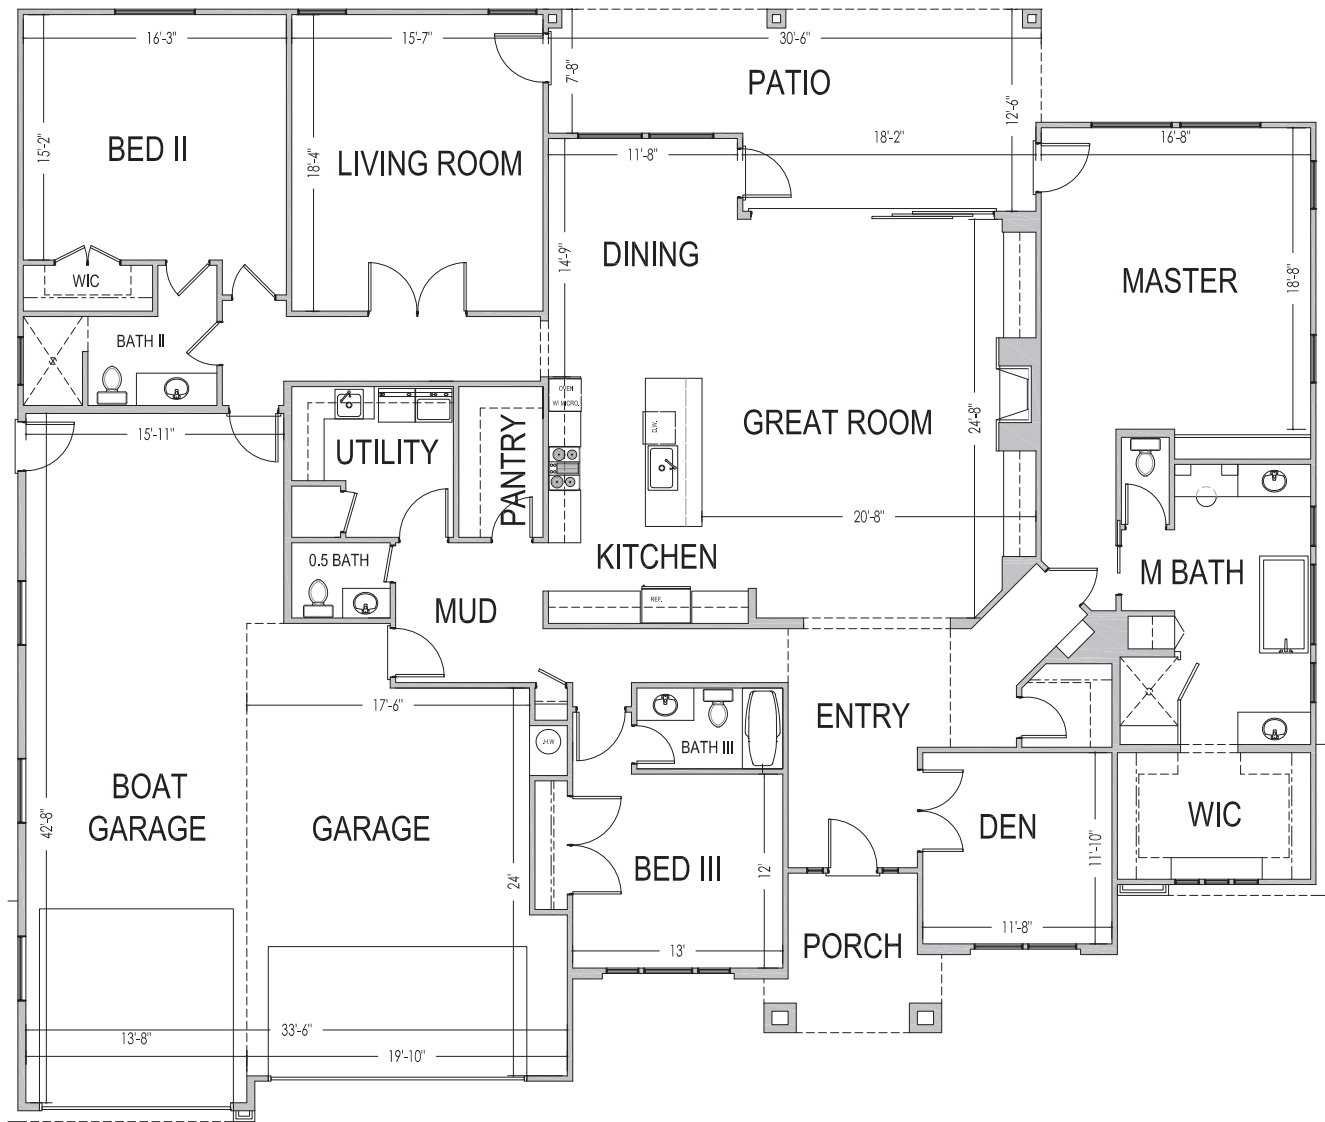 16'-3"
15'-7"
30'-6"
7'-8"
PATIO
12'-6"
15'-2"
BED II
18'-4"
LIVING ROOM
11'-8"
18'-2"
16'-8"
14'-9"
DINING
WIC
MASTER
18'-8"
BATH II
OVEN
W/ MICRO.
D.W.
GREAT ROOM
24'-8"
15'-11"
UTILITY
PANTRY
20'-8"
0.5 BATH
KITCHEN
M BATH
REF.
MUD
17'-6"
ENTRY
BATH III
H.W
BOAT
GARAGE
42'-8"
GARAGE
24'
BED III
12'
DEN
11'-10"
WIC
13'
PORCH
11'-8"
13'-8"
33'-6"
19'-10"